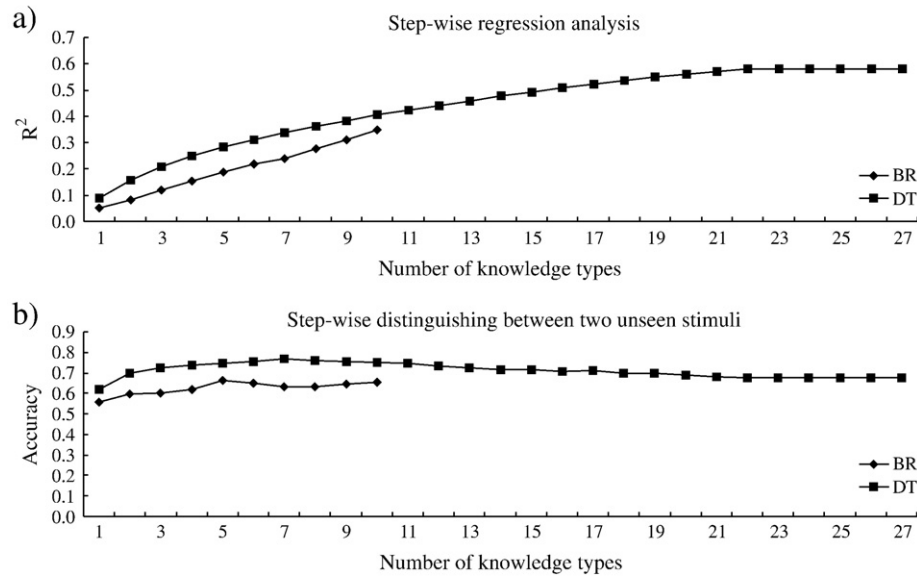 a)
Step-wise regression analysis
0.7
0.6
0.5
0.4
0.3
0.2
0.1
0.0
R²
BR
DT
1 3 5 7 9 11 13 15 17 19 21 23 25 27
Number of knowledge types
b)
Step-wise distinguishing between two unseen stimuli
0.9
0.8
0.7
0.6
0.5
0.4
0.3
0.2
0.1
0.0
Accuracy
BR
DT
1 3 5 7 9 11 13 15 17 19 21 23 25 27
Number of knowledge types